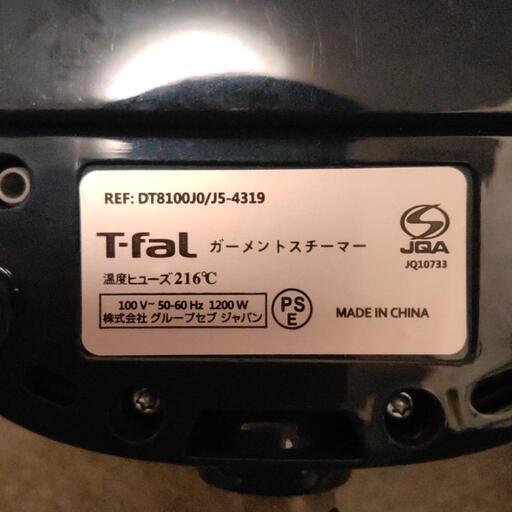 REF: DT8100J0/J5-4319
T-fal ガーメントスチーマー
温度ヒューズ216℃
100 V~ 50-60 Hz 1200 W
株式会社 グループセブ ジャパン
PS
E
MADE IN CHINA
S
JQA
JQ10733